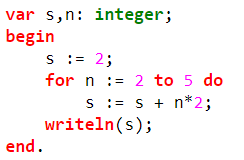 var s,n: integer;
begin
    s := 2;
    for n := 2 to 5 do
        s := s + n*2;
    writeln(s);
end.